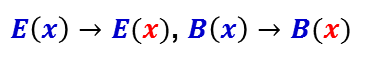 E(x) → E(x), B(x) → B(x)